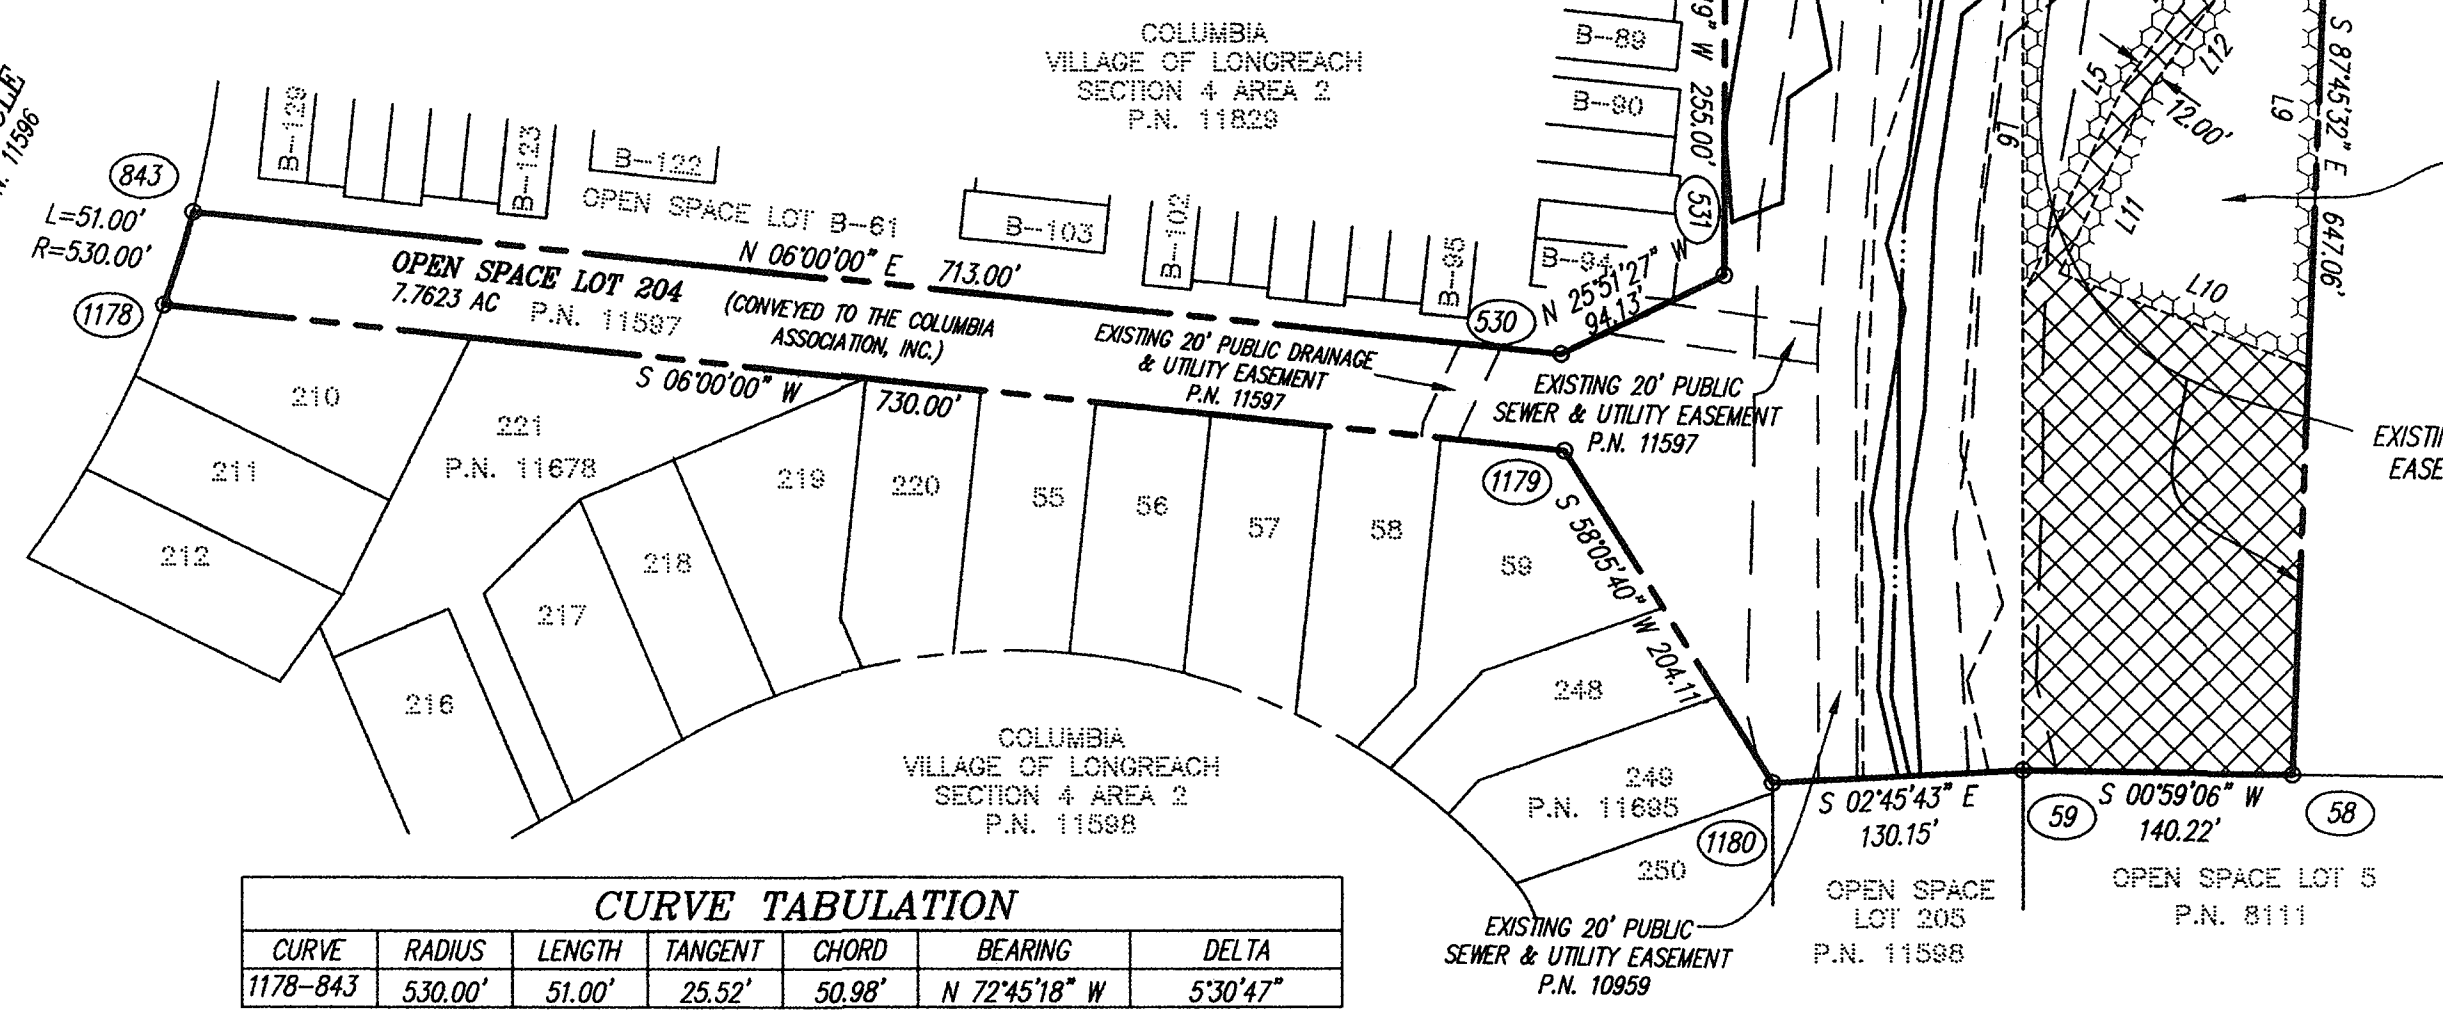 COLUMBIA
VILLAGE OF LONGREACH
SECTION 4 AREA 2
P.N. 11829
11596
843
L=51.00'
R=530.00'
1178
B-129
B-123
B-122
OPEN SPACE LOT B-61
B-103
B-102
B-95
B-89
B-90
B-94
9" W 255.00'
531
N 25°51'27" W
94.13'
530
N 06°00'00" E 713.00'
OPEN SPACE LOT 204
7.7623 AC
P.N. 11597
(CONVEYED TO THE COLUMBIA
ASSOCIATION, INC.)
EXISTING 20' PUBLIC DRAINAGE
& UTILITY EASEMENT
P.N. 11597
EXISTING 20' PUBLIC
SEWER & UTILITY EASEMENT
P.N. 11597
S 06°00'00" W 730.00'
1179
S 58°05'40" W 204.11'
L5
L12
12.00'
L6
L11
L10
L9
S 87°45'32" E 647.06'
210
211
212
221
P.N. 11678
216
217
218
219
220
55
56
57
58
59
248
249
P.N. 11695
250
1180
COLUMBIA
VILLAGE OF LONGREACH
SECTION 4 AREA 2
P.N. 11598
S 02°45'43" E
130.15'
59
S 00°59'06" W
140.22'
58
OPEN SPACE
LOT 205
P.N. 11598
OPEN SPACE LOT 5
P.N. 8111
EXISTING 20' PUBLIC
SEWER & UTILITY EASEMENT
P.N. 10959
CURVE TABULATION
CURVE RADIUS LENGTH TANGENT CHORD BEARING DELTA
1178-843 530.00' 51.00' 25.52' 50.98' N 72°45'18" W 5°30'47"